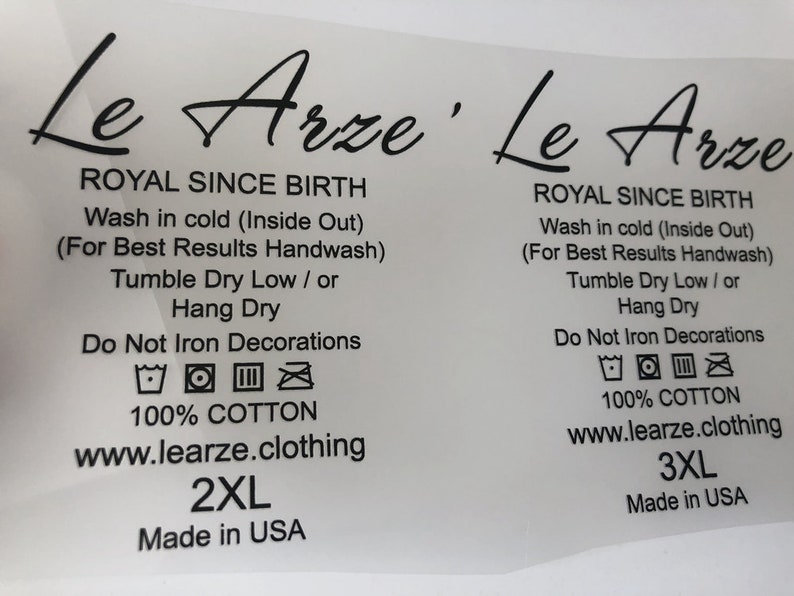 Le Arze'
ROYAL SINCE BIRTH
Wash in cold (Inside Out)
(For Best Results Handwash)
Tumble Dry Low / or
Hang Dry
Do Not Iron Decorations
100% COTTON
www.learze.clothing
2XL
Made in USA
Le Arze
ROYAL SINCE BIRTH
Wash in cold (Inside Out)
(For Best Results Handwash)
Tumble Dry Low / or
Hang Dry
Do Not Iron Decorations
100% COTTON
www.learze.clothing
3XL
Made in USA